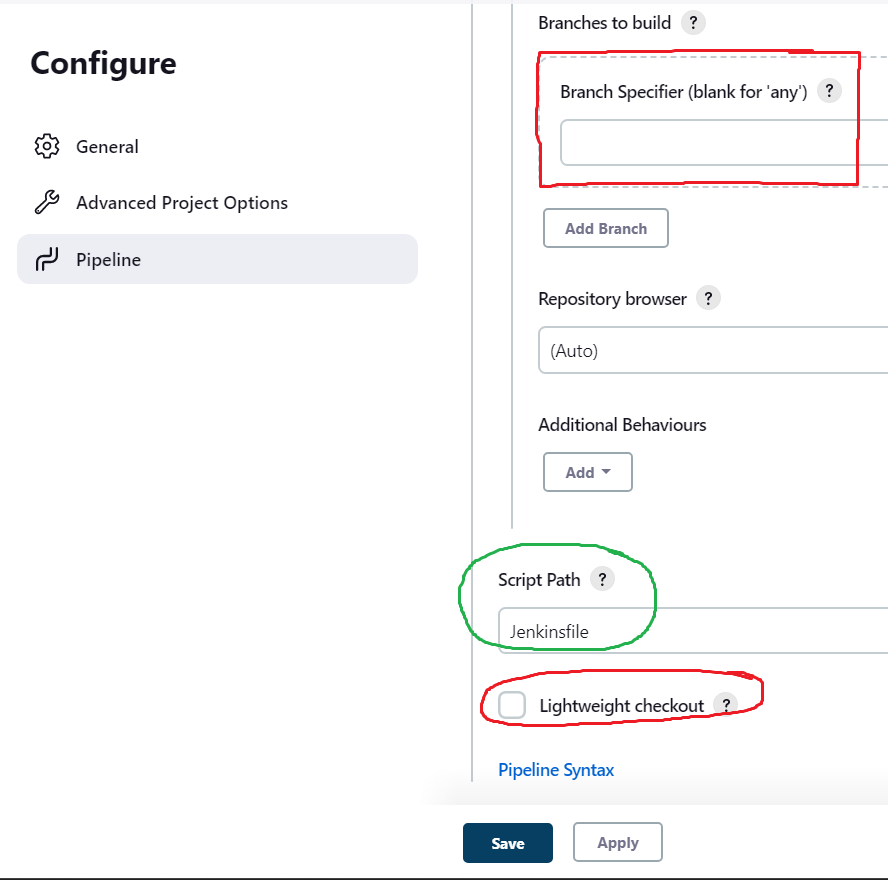 Configure
General
Advanced Project Options
Pipeline
Branches to build ?
Branch Specifier (blank for 'any') ?
Add Branch
Repository browser ?
(Auto)
Additional Behaviours
Add
Script Path ?
Jenkinsfile
Lightweight checkout ?
Pipeline Syntax
Save
Apply